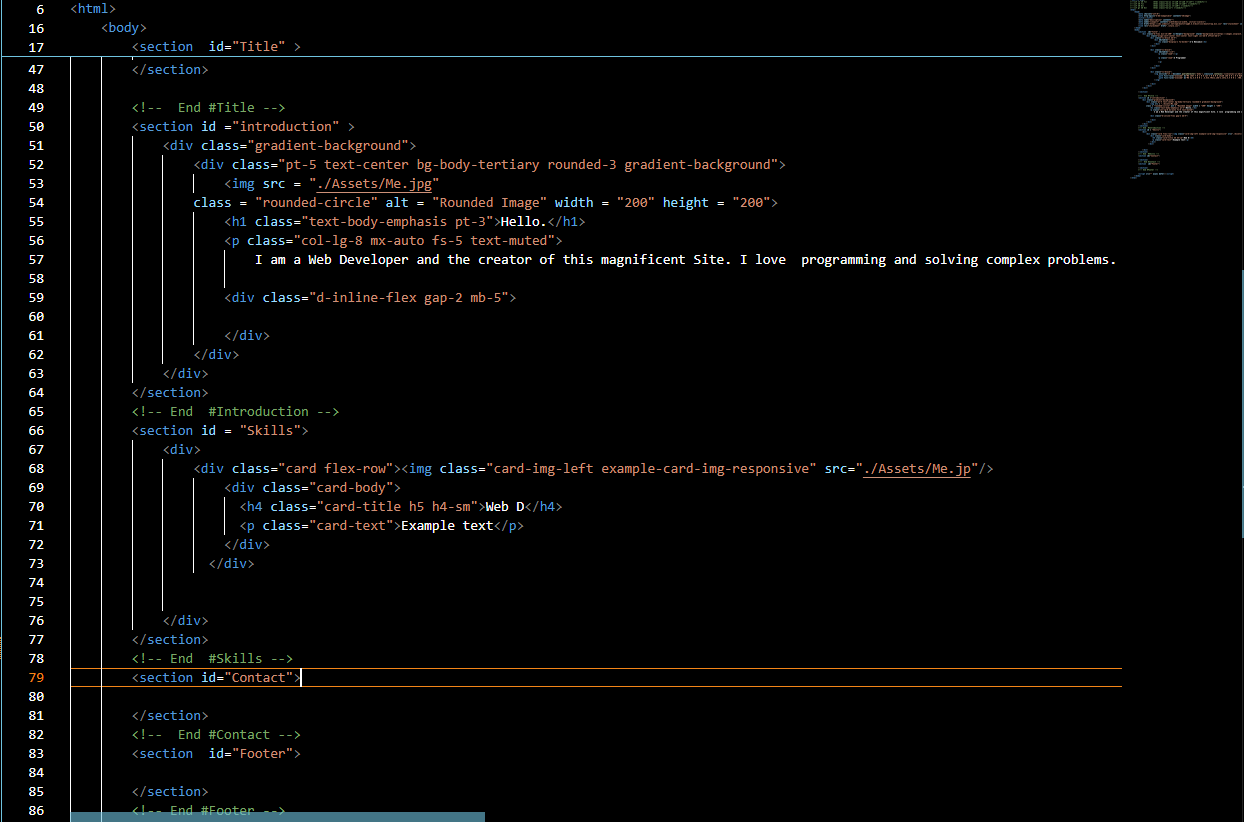 6 <html>
16 <body>
17 <section  id="Title" >
47 </section>
48
49 <!--  End #Title -->
50 <section id ="introduction" >
51 <div class="gradient-background">
52 <div class="pt-5 text-center bg-body-tertiary rounded-3 gradient-background">
53 <img src = "./Assets/Me.jpg"
54 class = "rounded-circle" alt = "Rounded Image" width = "200" height = "200">
55 <h1 class="text-body-emphasis pt-3">Hello.</h1>
56 <p class="col-lg-8 mx-auto fs-5 text-muted">
57 I am a Web Developer and the creator of this magnificent Site. I love  programming and solving complex problems.
58
59 <div class="d-inline-flex gap-2 mb-5">
60
61 </div>
62 </div>
63 </div>
64 </section>
65 <!-- End  #Introduction -->
66 <section id = "Skills">
67 <div>
68 <div class="card flex-row"><img class="card-img-left example-card-img-responsive" src="./Assets/Me.jp"/>
69 <div class="card-body">
70 <h4 class="card-title h5 h4-sm">Web D</h4>
71 <p class="card-text">Example text</p>
72 </div>
73 </div>
74
75
76 </div>
77 </section>
78 <!-- End  #Skills -->
79 <section id="Contact">
80
81 </section>
82 <!--  End #Contact -->
83 <section  id="Footer">
84
85 </section>
86 <!-- End #Footer -->